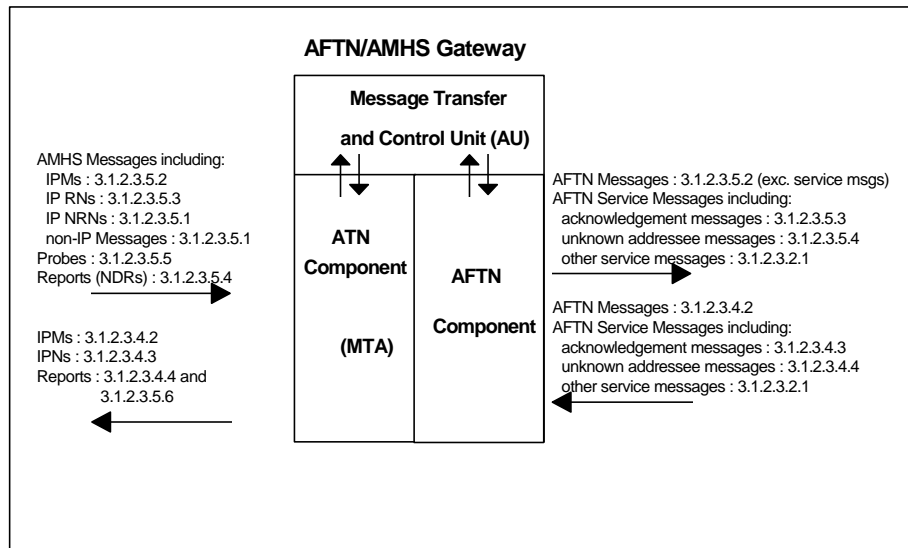 AFTN/AMHS Gateway
Message Transfer
and Control Unit (AU)
AMHS Messages including:
IPMs : 3.1.2.3.5.2
IP RNs : 3.1.2.3.5.3
IP NRNs : 3.1.2.3.5.1
non-IP Messages : 3.1.2.3.5.1
Probes : 3.1.2.3.5.5
Reports (NDRs) : 3.1.2.3.5.4
IPMs : 3.1.2.3.4.2
IPNs : 3.1.2.3.4.3
Reports : 3.1.2.3.4.4 and
3.1.2.3.5.6
ATN
Component
(MTA)
AFTN
Component
AFTN Messages : 3.1.2.3.5.2 (exc. service msgs)
AFTN Service Messages including:
acknowledgement messages : 3.1.2.3.5.3
unknown addressee messages : 3.1.2.3.5.4
other service messages : 3.1.2.3.2.1
AFTN Messages : 3.1.2.3.4.2
AFTN Service Messages including:
acknowledgement messages : 3.1.2.3.4.3
unknown addressee messages : 3.1.2.3.4.4
other service messages : 3.1.2.3.2.1